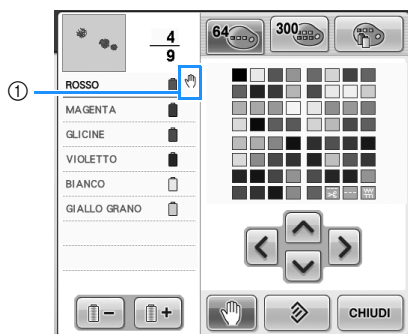 4
9
64
300
①
ROSSO
MAGENTA
GLICINE
VIOLETTO
BIANCO
GIALLO GRANO
CHIUDI